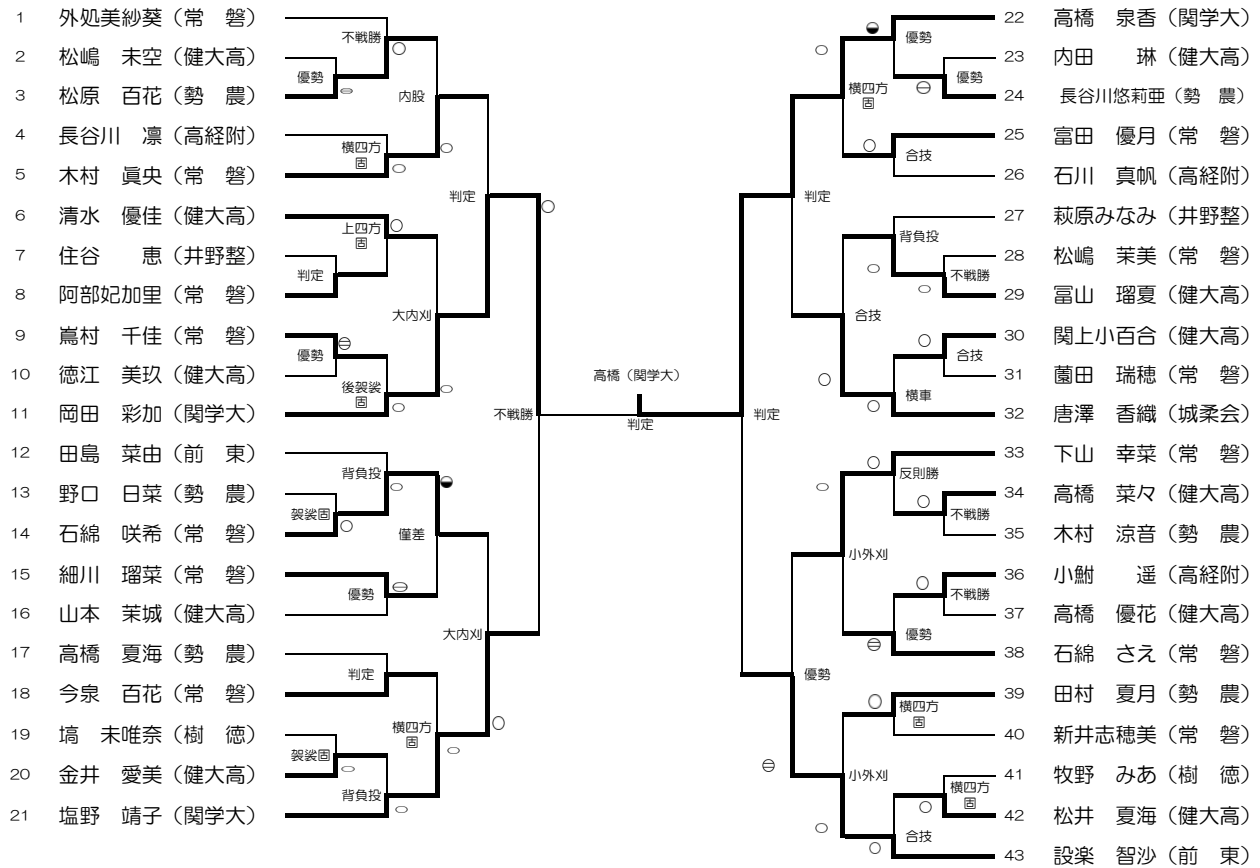 1 外処美紗葵（常　磐）
不戦勝
2 松嶋　未空（健大高）
優勢
3 松原　百花（勢　農）
内股
4 長谷川　凛（高経附）
横四方
固
5 木村　眞央（常　磐）
判定
6 清水　優佳（健大高）
上四方
固
7 住谷　　恵（井野整）
判定
8 阿部妃加里（常　磐）
大内刈
9 嶌村　千佳（常　磐）
優勢
10 徳江　美玖（健大高）
後袈裟
固
11 岡田　彩加（関学大）
不戦勝
12 田島　菜由（前　東）
背負投
13 野口　日菜（勢　農）
袈裟固
14 石綿　咲希（常　磐）
僅差
15 細川　瑠菜（常　磐）
優勢
16 山本　茉城（健大高）
大内刈
17 高橋　夏海（勢　農）
判定
18 今泉　百花（常　磐）
横四方
固
19 塙　未唯奈（樹　徳）
袈裟固
20 金井　愛美（健大高）
背負投
21 塩野　靖子（関学大）
高橋（関学大）
判定
22 高橋　泉香（関学大）
優勢
23 内田　　琳（健大高）
優勢
横四方
固
24 長谷川悠莉亜（勢　農）
25 富田　優月（常　磐）
合技
26 石川　真帆（高経附）
判定
27 萩原みなみ（井野整）
背負投
28 松嶋　茉美（常　磐）
不戦勝
29 冨山　瑠夏（健大高）
合技
30 関上小百合（健大高）
合技
31 薗田　瑞穂（常　磐）
横車
32 唐澤　香織（城柔会）
判定
33 下山　幸菜（常　磐）
反則勝
34 高橋　菜々（健大高）
不戦勝
35 木村　涼音（勢　農）
小外刈
36 小鮒　　遥（高経附）
不戦勝
37 高橋　優花（健大高）
優勢
38 石綿　さえ（常　磐）
優勢
39 田村　夏月（勢　農）
横四方
固
40 新井志穂美（常　磐）
小外刈
41 牧野　みあ（樹　徳）
横四方
固
42 松井　夏海（健大高）
合技
43 設楽　智沙（前　東）